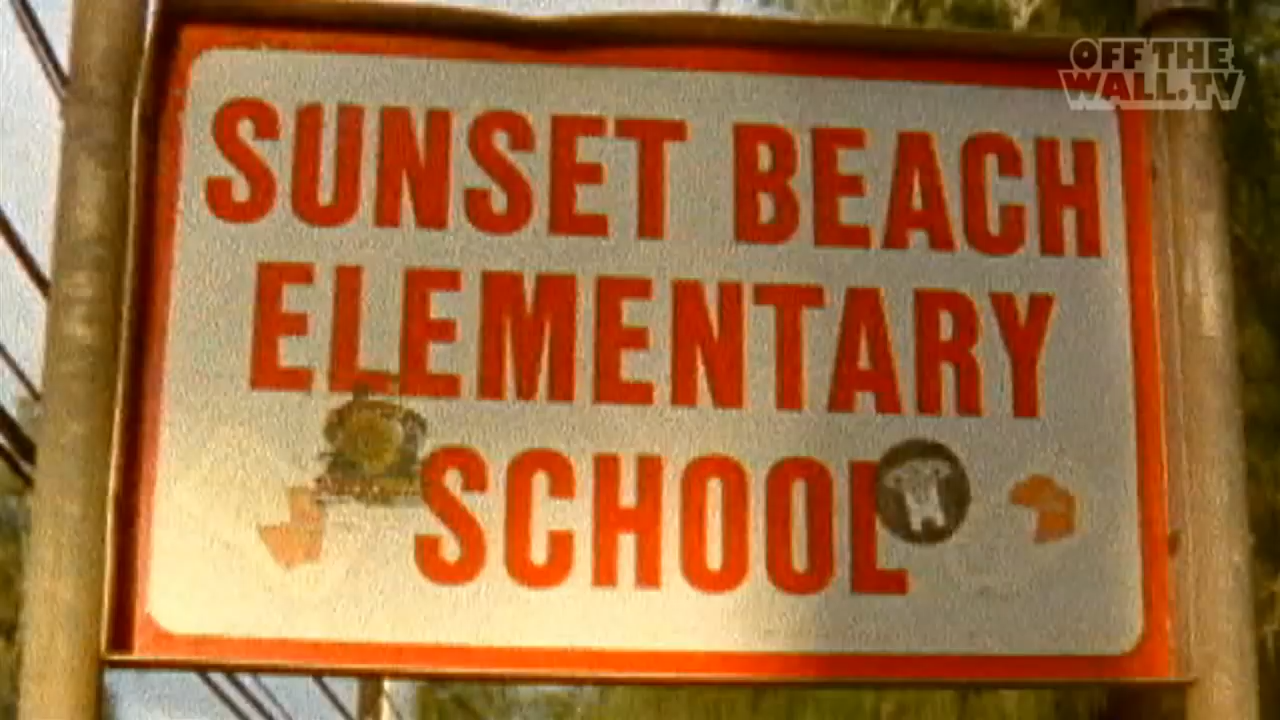 OFF THE
WALL.TV
SUNSET BEACH
ELEMENTARY
SCHOOL